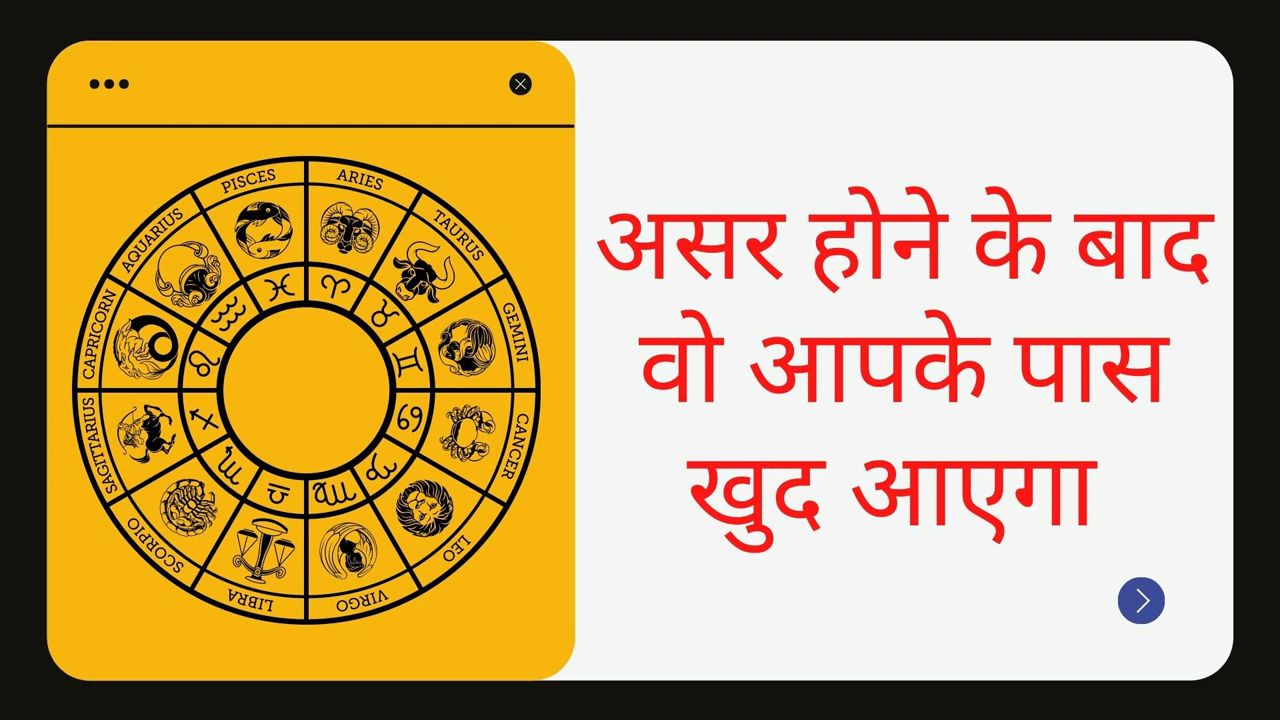 PISCES
ARIES
TAURUS
GEMINI
CANCER
LEO
VIRGO
LIBRA
SCORPIO
SAGITTARIUS
CAPRICORN
AQUARIUS
असर होने के बाद
वो आपके पास
खुद आएगा